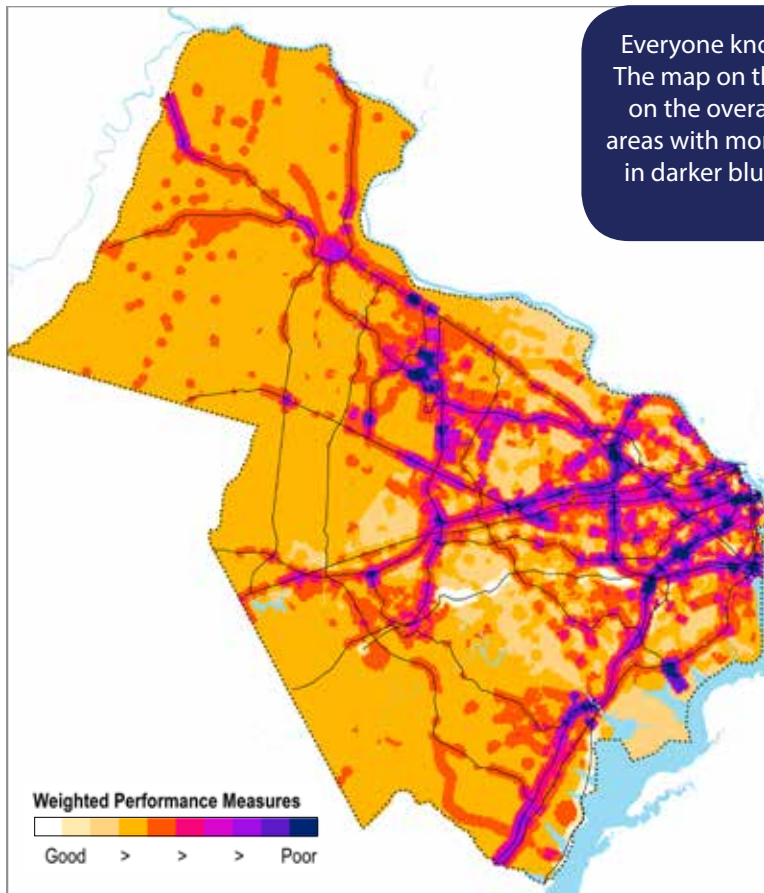 Everyone kno
The map on th
on the overa
areas with mor
in darker blu
Weighted Performance Measures
Good > > > Poor